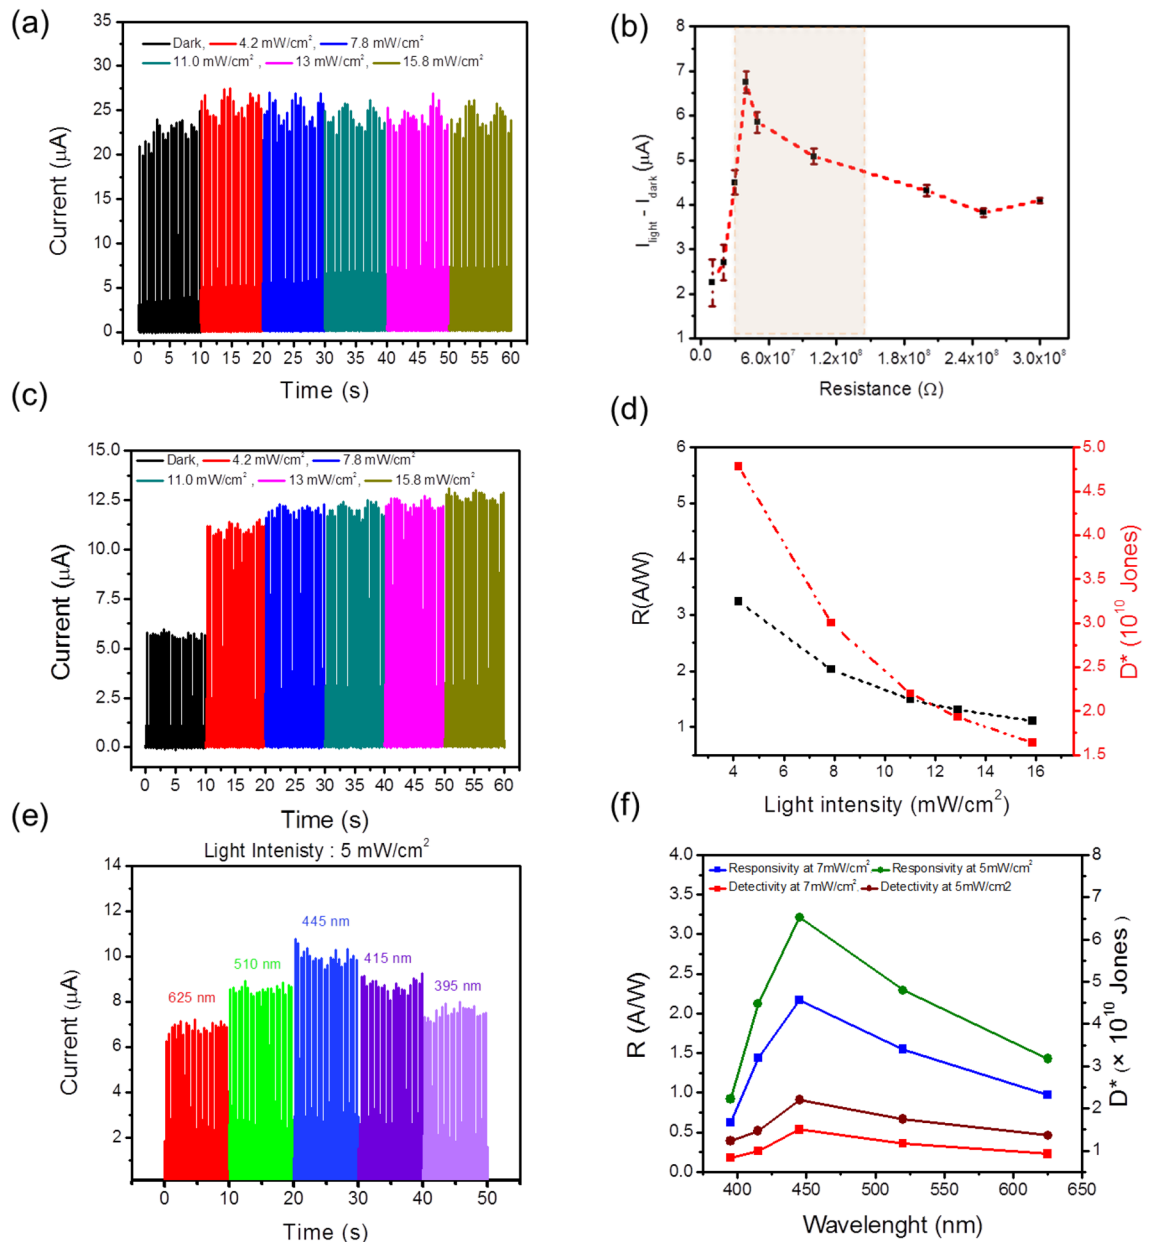 (a)
35
30
25
20
15
10
5
0
Current (μA)
Dark, 4.2 mW/cm², 7.8 mW/cm²
11.0 mW/cm² , 13 mW/cm², 15.8 mW/cm²
0 5 10 15 20 25 30 35 40 45 50 55 60
Time (s)
(b)
8
7
6
5
4
3
2
1
I_light - I_dark (μA)
0.0 6.0x10⁷ 1.2x10⁸ 1.8x10⁸ 2.4x10⁸ 3.0x10⁸
Resistance (Ω)
(c)
15.0
12.5
10.0
7.5
5.0
2.5
0.0
Current (μA)
Dark, 4.2 mW/cm², 7.8 mW/cm²
11.0 mW/cm² , 13 mW/cm², 15.8 mW/cm²
0 5 10 15 20 25 30 35 40 45 50 55 60
Time (s)
(d)
6
5
4
3
2
1
R(A/W)
5.0
4.5
4.0
3.5
3.0
2.5
2.0
1.5
D* (10¹⁰ Jones)
4 6 8 10 12 14 16
Light intensity (mW/cm²)
(e)
Light Intenisty : 5 mW/cm²
14
12
10
8
6
4
2
Current (μA)
625 nm
510 nm
445 nm
415 nm
395 nm
0 10 20 30 40 50
Time (s)
(f)
4.0
3.5
3.0
2.5
2.0
1.5
1.0
0.5
0.0
R (A/W)
Responsivity at 7mW/cm², Responsivity at 5mW/cm²
Detectivity at 7mW/cm², Detectivity at 5mW/cm2
8
7
6
5
4
3
2
1
D* (× 10¹⁰ Jones)
400 450 500 550 600 650
Wavelenght (nm)